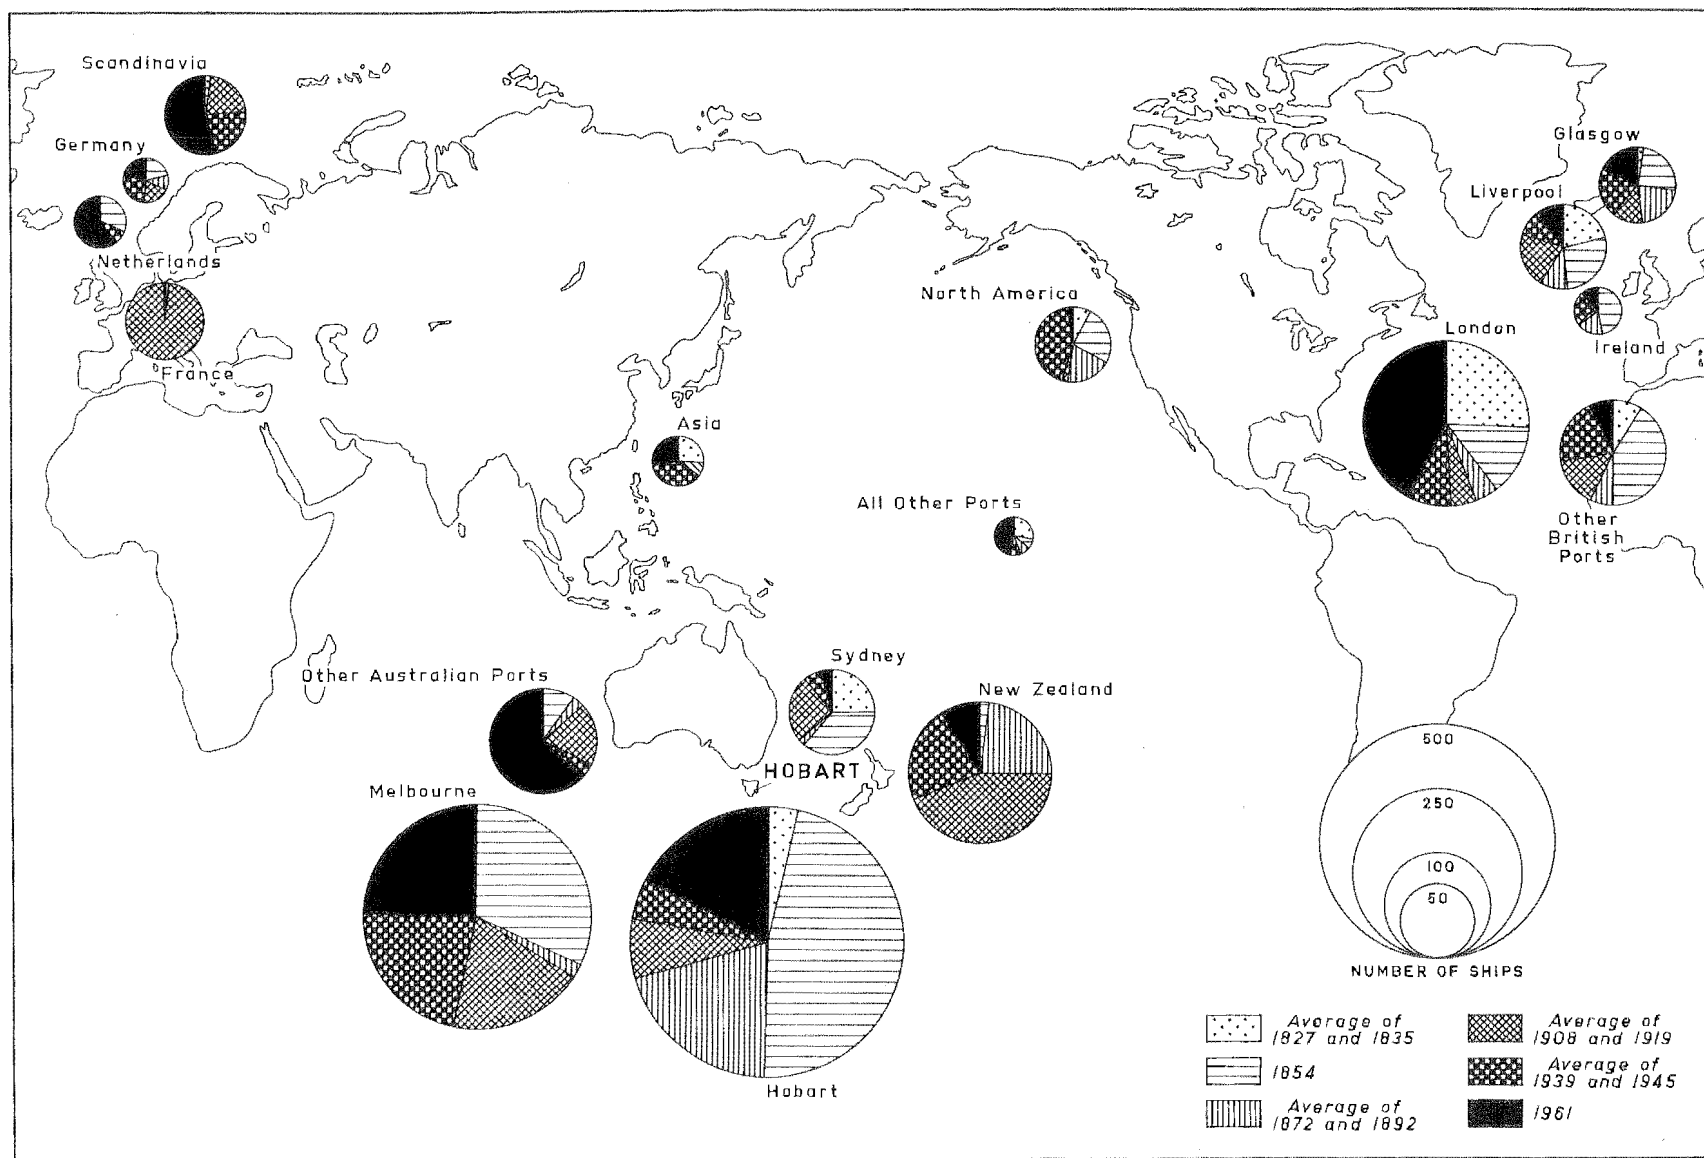 Scandinavia
Germany
Netherlands
France
Glasgow
Liverpool
Ireland
London
Other
British
Ports
North America
Asia
All Other Ports
Other Australian Ports
Sydney
New Zealand
HOBART
Melbourne
Hobart
500
250
100
50
NUMBER OF SHIPS
Average of
1827 and 1835
1854
Average of
1872 and 1892
Average of
1908 and 1919
Average of
1939 and 1945
1961